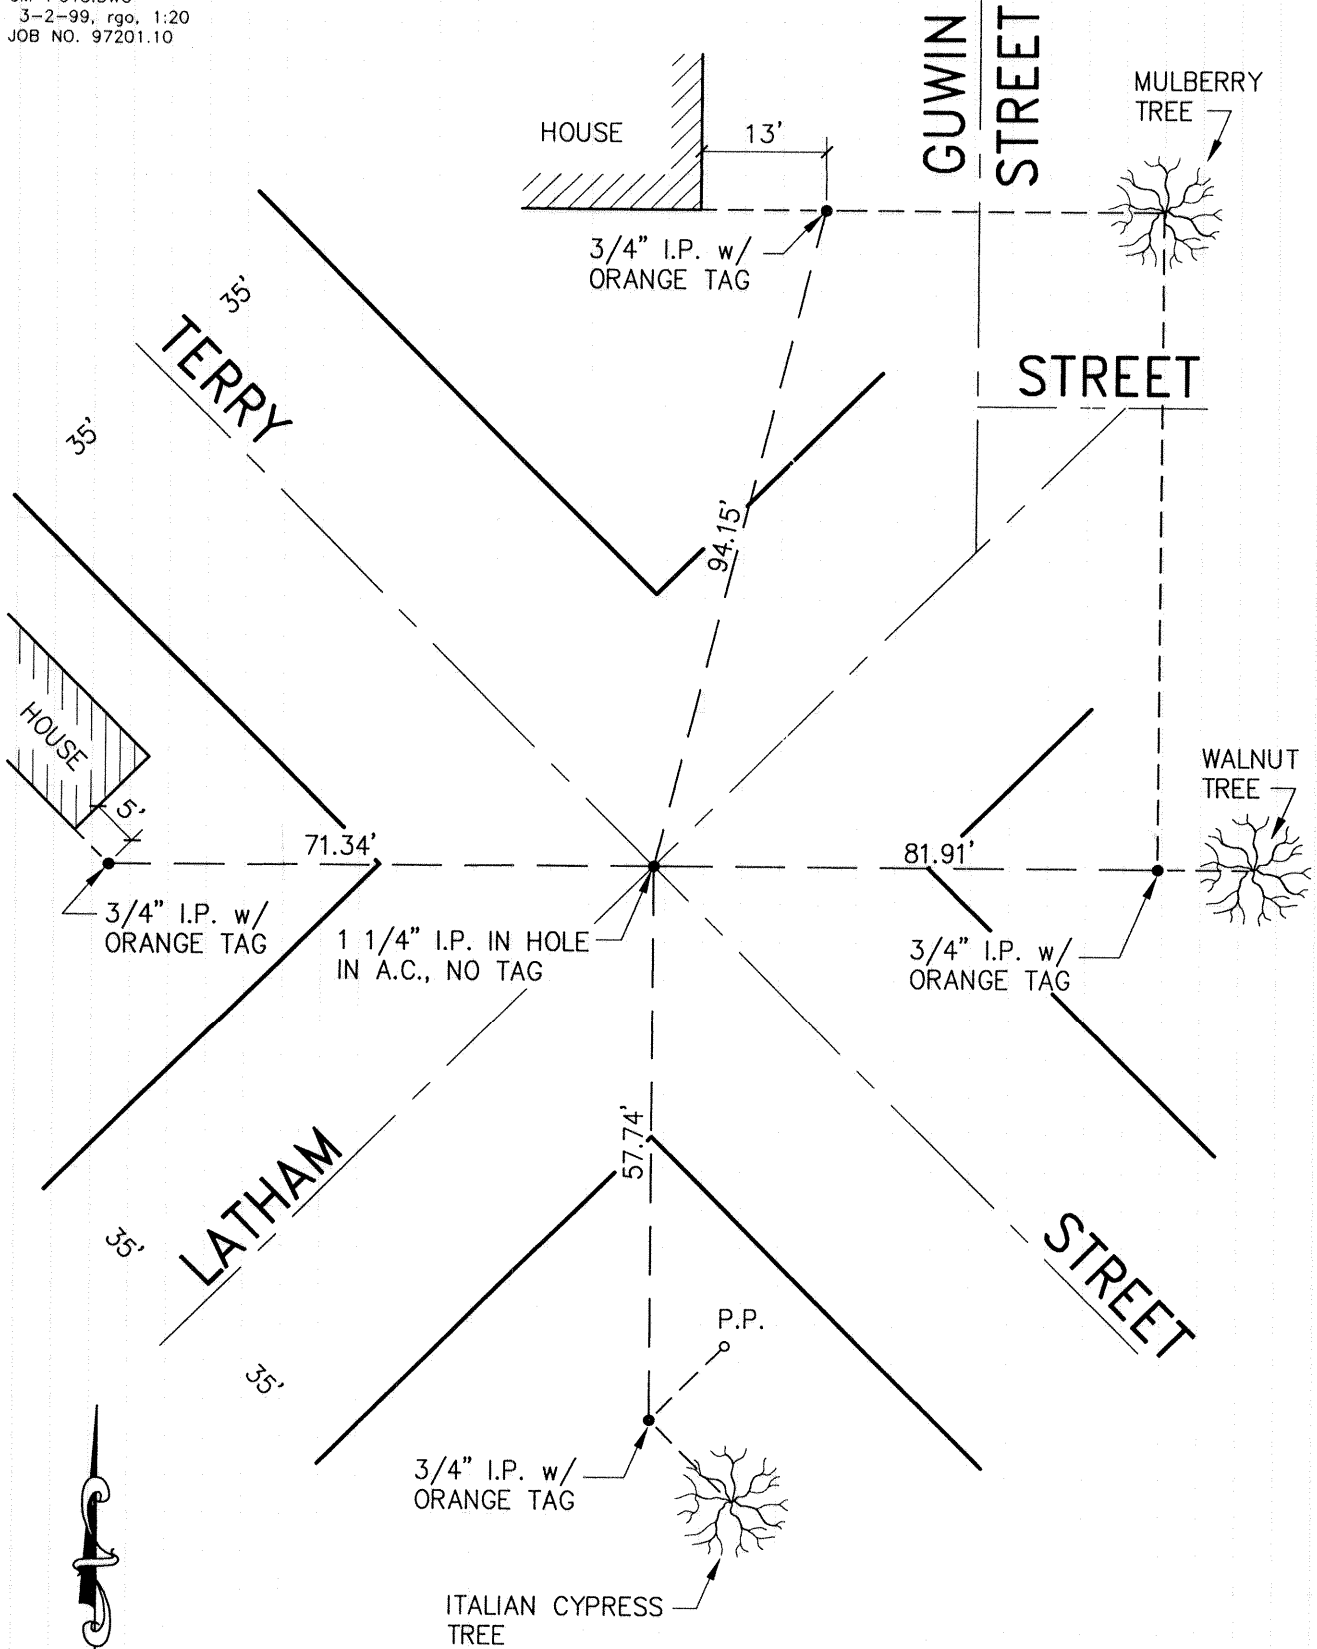 3-2-99, rgo, 1:20
JOB NO. 97201.10
GUWIN
STREET
MULBERRY
TREE
HOUSE
13'
3/4" I.P. w/
ORANGE TAG
35'
TERRY
35'
STREET
94.15'
HOUSE
5'
WALNUT
TREE
71.34'
81.91'
3/4" I.P. w/
ORANGE TAG
1 1/4" I.P. IN HOLE
IN A.C., NO TAG
3/4" I.P. w/
ORANGE TAG
57.74'
LATHAM
35'
STREET
P.P.
35'
3/4" I.P. w/
ORANGE TAG
ITALIAN CYPRESS
TREE